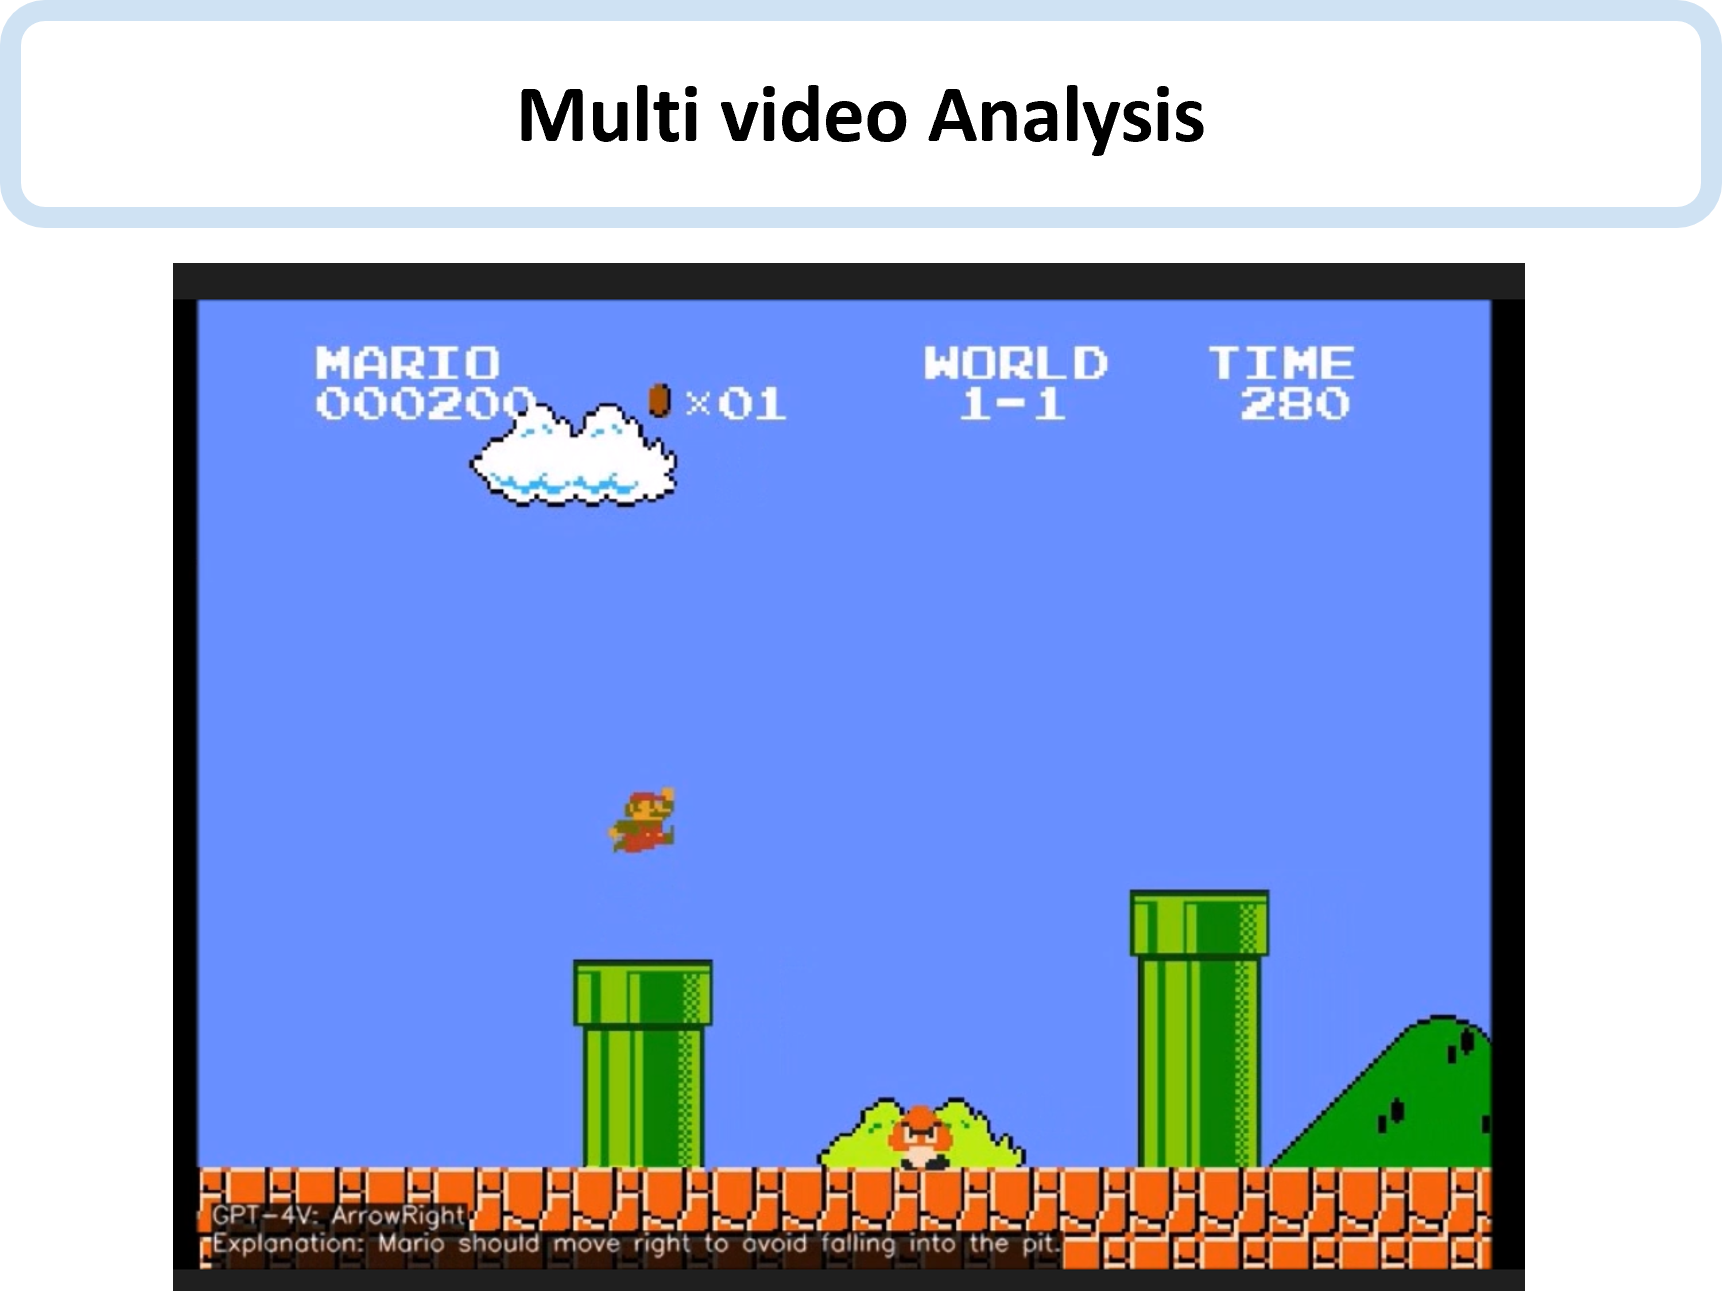 Multi video Analysis
MARIO WORLD TIME
000200 ×01 1-1 280
GPT-4V: ArrowRight
Explanation: Mario should move right to avoid falling into the pit.